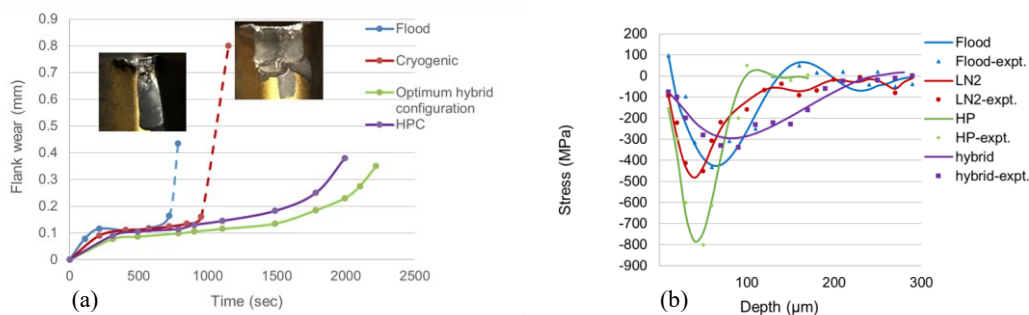 0.9
0.8
0.7
0.6
0.5
0.4
0.3
0.2
0.1
0
Flank wear (mm)
0 500 1000 1500 2000 2500
Time (sec)
(a)
Flood
Cryogenic
Optimum hybrid
configuration
HPC
200
100
0
-100
-200
-300
-400
-500
-600
-700
-800
-900
Stress (MPa)
0 100 200 300
Depth (µm)
(b)
Flood
Flood-expt.
LN2
LN2-expt.
HP
HP-expt.
hybrid
hybrid-expt.